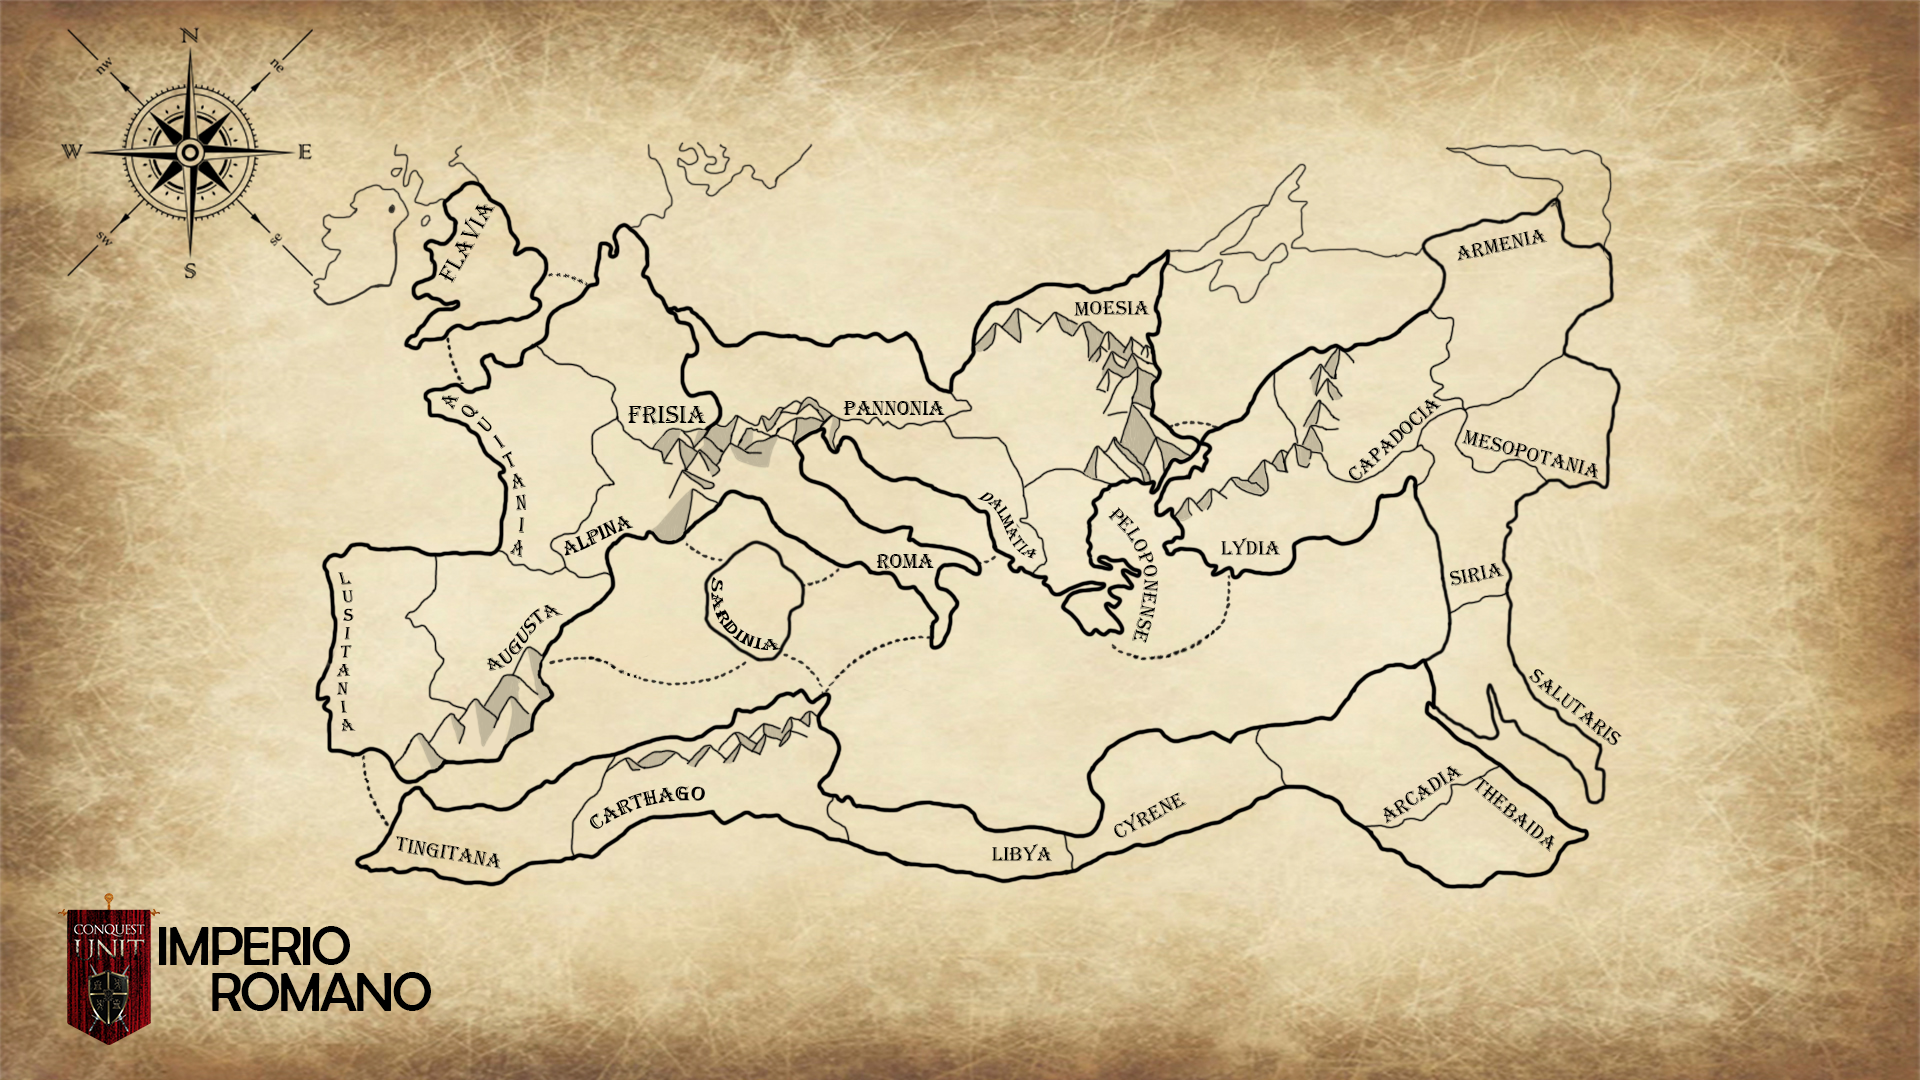 N
nw
ne
W
E
sw
se
S
FLAVIA
ARMENIA
MOESIA
AQUITANIA
FRISIA
PANNONIA
CAPADOCIA
MESOPOTANIA
ALPINA
DALMATIA
PELOPONENSE
ROMA
LYDIA
SIRIA
LUSITANIA
AUGUSTA
SARDINIA
SALUTARIS
CARTHAGO
CYRENE
ARCADIA
THEBAIDA
TINGITANA
LIBYA
CONQUEST
UNIT
IMPERIO
ROMANO